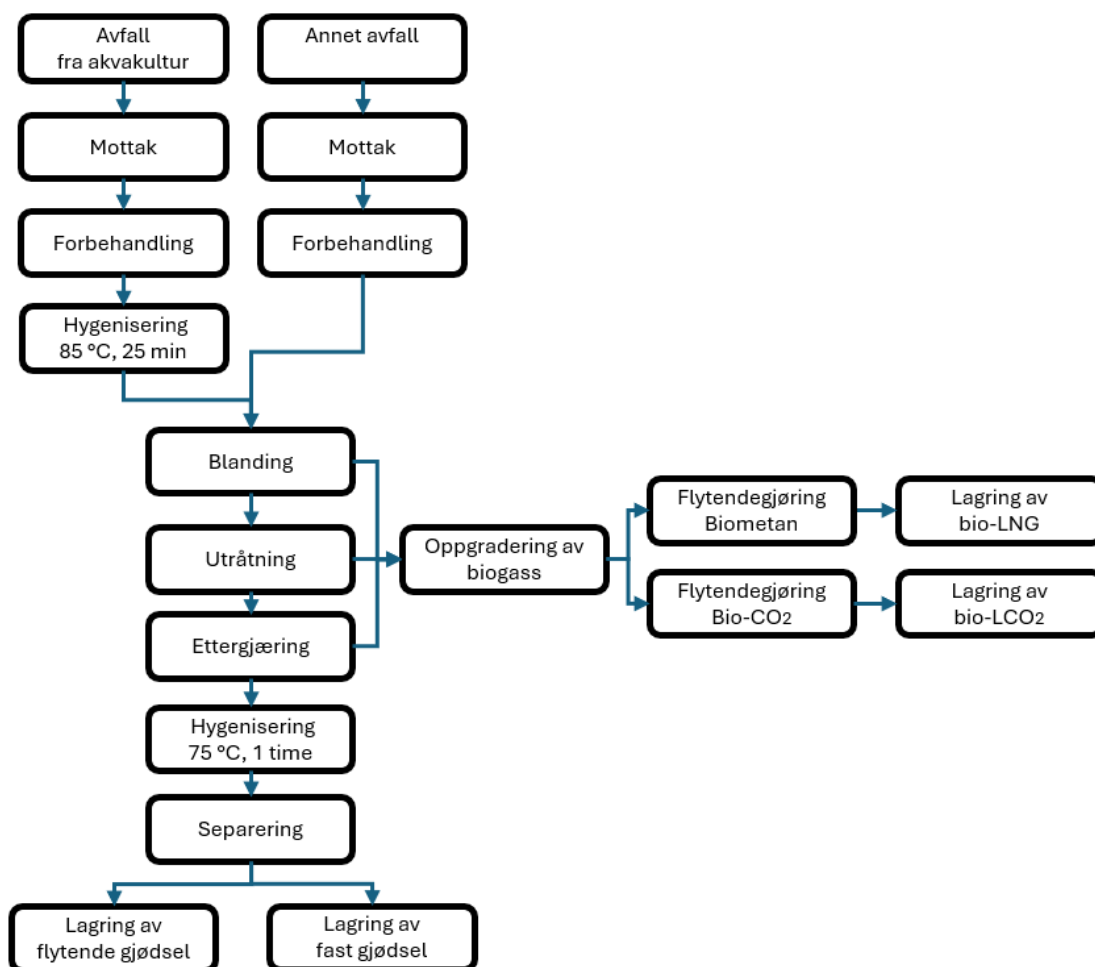 Avfall
fra akvakultur
Annet avfall
Mottak
Mottak
Forbehandling
Forbehandling
Hygenisering
85 °C, 25 min
Blanding
Utråtning
Oppgradering av
biogass
Flytendegjøring
Biometan
Lagring av
bio-LNG
Flytendegjøring
Bio-CO2
Lagring av
bio-LCO2
Ettergjæring
Hygenisering
75 °C, 1 time
Separering
Lagring av
flytende gjødsel
Lagring av
fast gjødsel